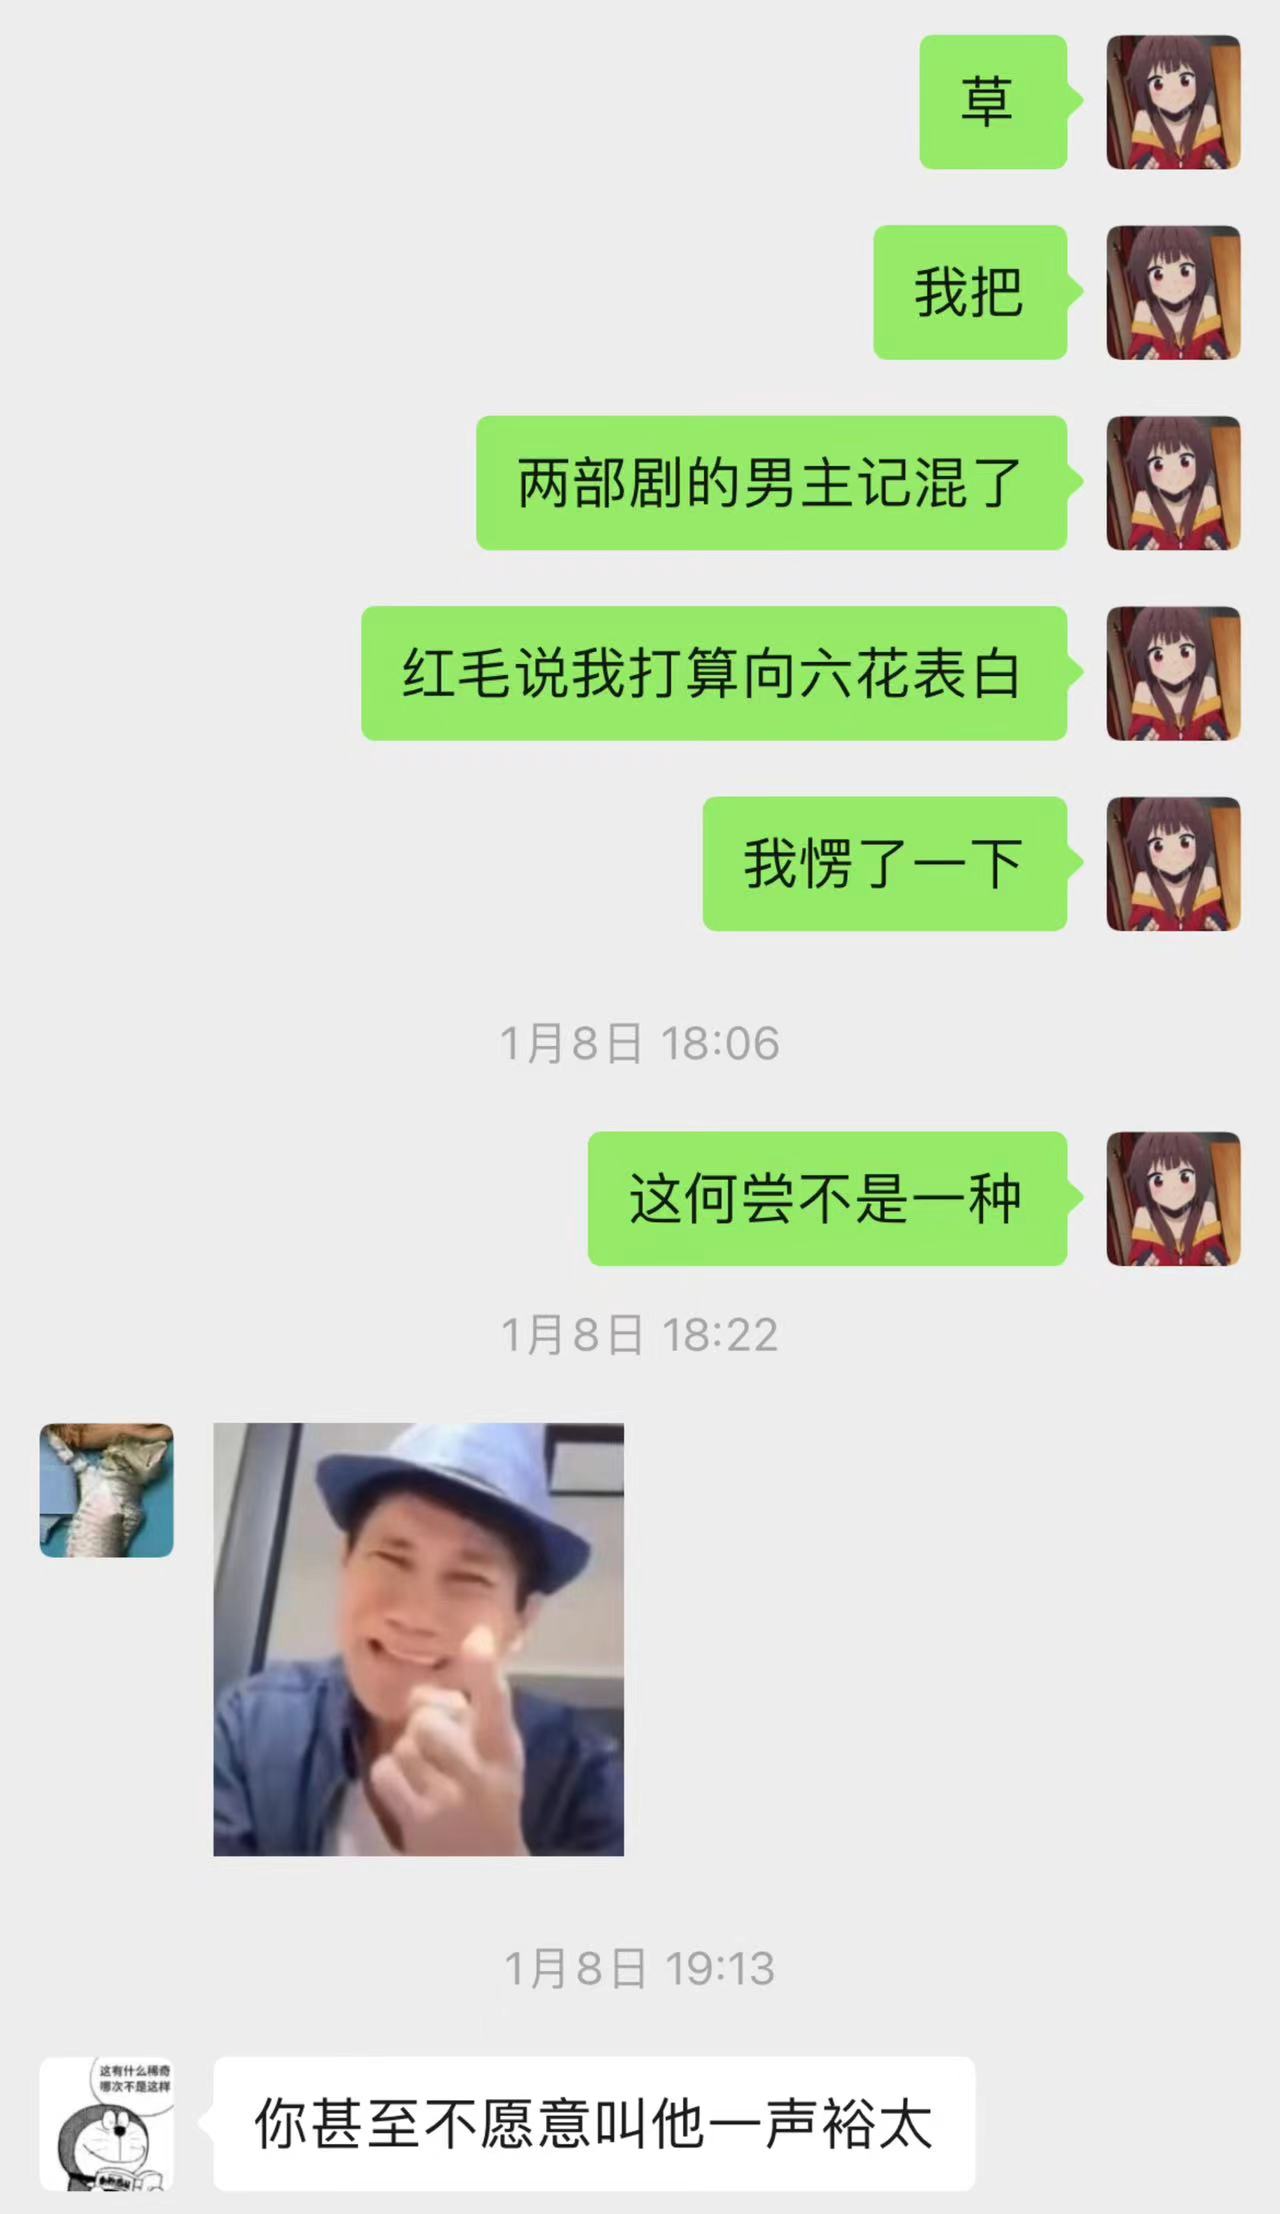 草
我把
两部剧的男主记混了
红毛说我打算向六花表白
我愣了一下
1月8日 18:06
这何尝不是一种
1月8日 18:22
1月8日 19:13
这有什么稀奇
哪次不是这样
你甚至不愿意叫他一声裕太